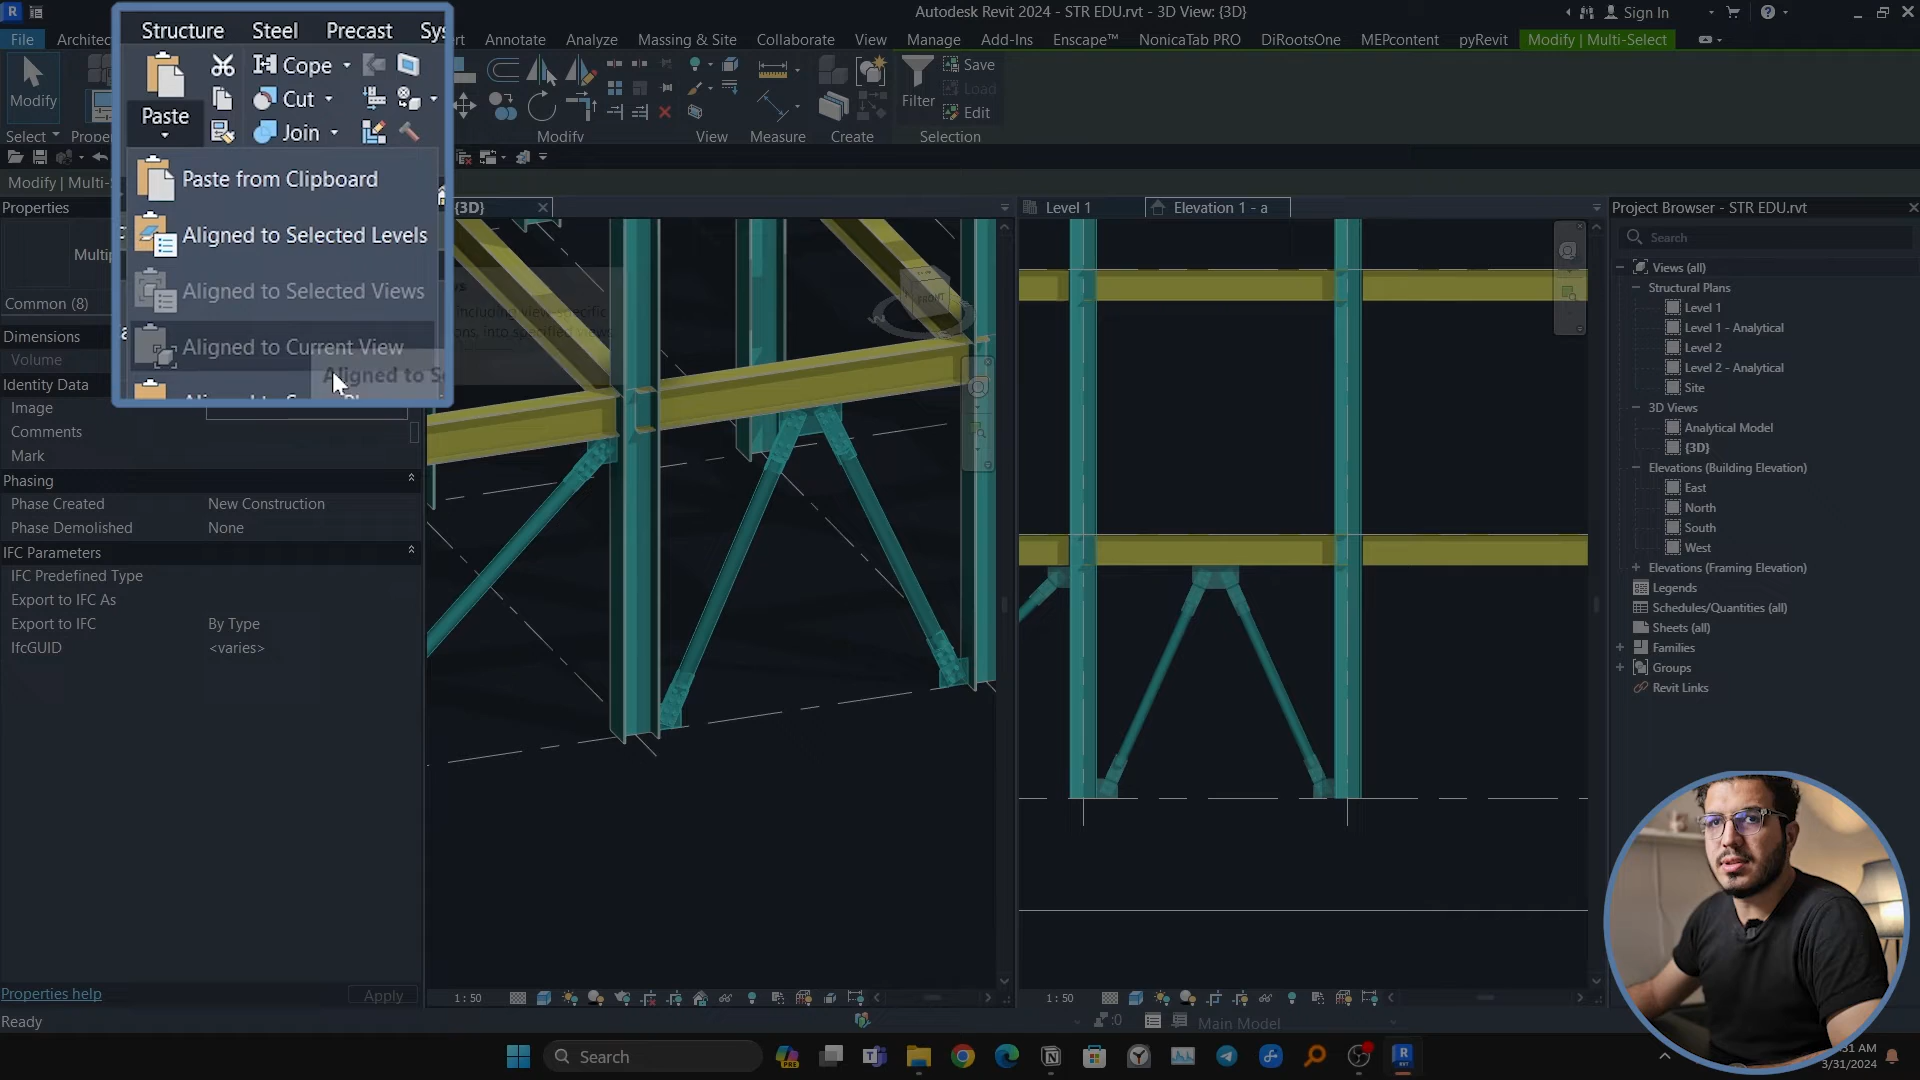 Autodesk Revit 2024 - STR EDU.rvt - 3D View: {3D}
Sign In
File
Structure
Steel
Precast
Annotate
Analyze
Massing & Site
Collaborate
View
Manage
Add-Ins
Enscape™
NonicaTab PRO
DiRootsOne
MEPcontent
pyRevit
Modify | Multi-Select
Modify
Paste
Cope
Cut
Join
Filter
Save
Load
Edit
Select
Modify
View
Measure
Create
Selection
Paste from Clipboard
Aligned to Selected Levels
Aligned to Selected Views
Aligned to Current View
Properties
Common (8)
Dimensions
Volume
Identity Data
Image
Comments
Mark
Phasing
Phase Created New Construction
Phase Demolished None
IFC Parameters
IFC Predefined Type
Export to IFC As
Export to IFC By Type
IfcGUID <varies>
Properties help
Apply
{3D}
Level 1
Elevation 1 - a
FRONT
1 : 50
1 : 50
Project Browser - STR EDU.rvt
Search
Views (all)
Structural Plans
Level 1
Level 1 - Analytical
Level 2
Level 2 - Analytical
Site
3D Views
Analytical Model
{3D}
Elevations (Building Elevation)
East
North
South
West
Elevations (Framing Elevation)
Legends
Schedules/Quantities (all)
Sheets (all)
Families
Groups
Revit Links
Ready
:0
Main Model
Search
3/31/2024